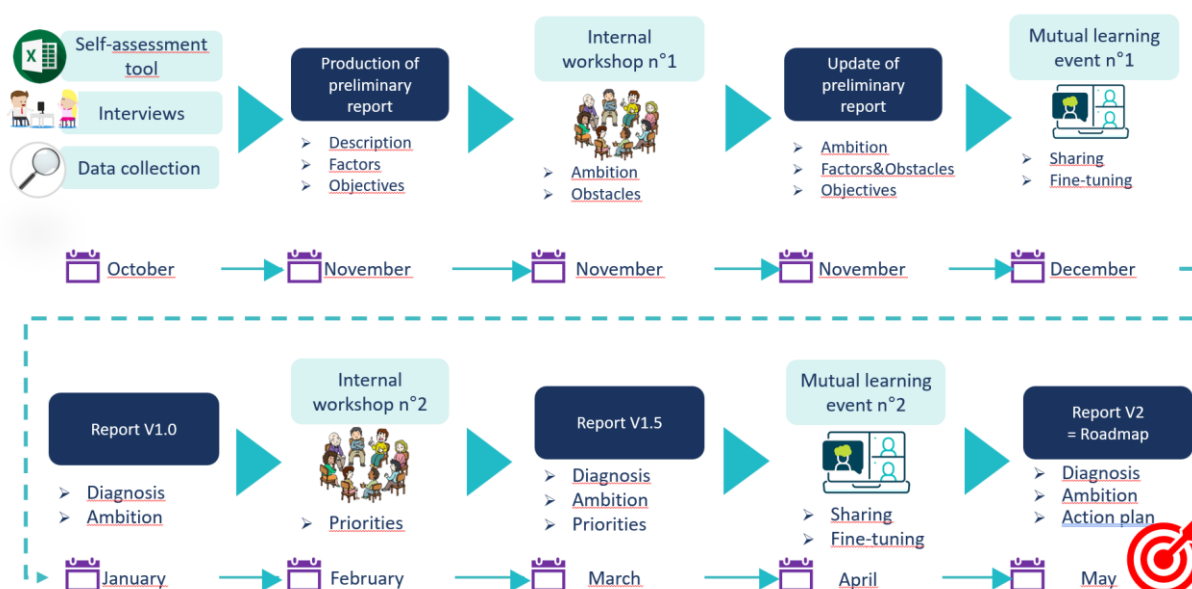 Self-assessment
tool
Interviews
Data collection
Production of
preliminary
report
➢ Description
➢ Factors
➢ Objectives
Internal
workshop n°1
➢ Ambition
➢ Obstacles
Update of
preliminary
report
➢ Ambition
➢ Factors&Obstacles
➢ Objectives
Mutual learning
event n°1
➢ Sharing
➢ Fine-tuning
October
November
November
November
December
Report V1.0
➢ Diagnosis
➢ Ambition
Internal
workshop n°2
➢ Priorities
Report V1.5
➢ Diagnosis
➢ Ambition
➢ Priorities
Mutual learning
event n°2
➢ Sharing
➢ Fine-tuning
Report V2
= Roadmap
➢ Diagnosis
➢ Ambition
➢ Action plan
January
February
March
April
May